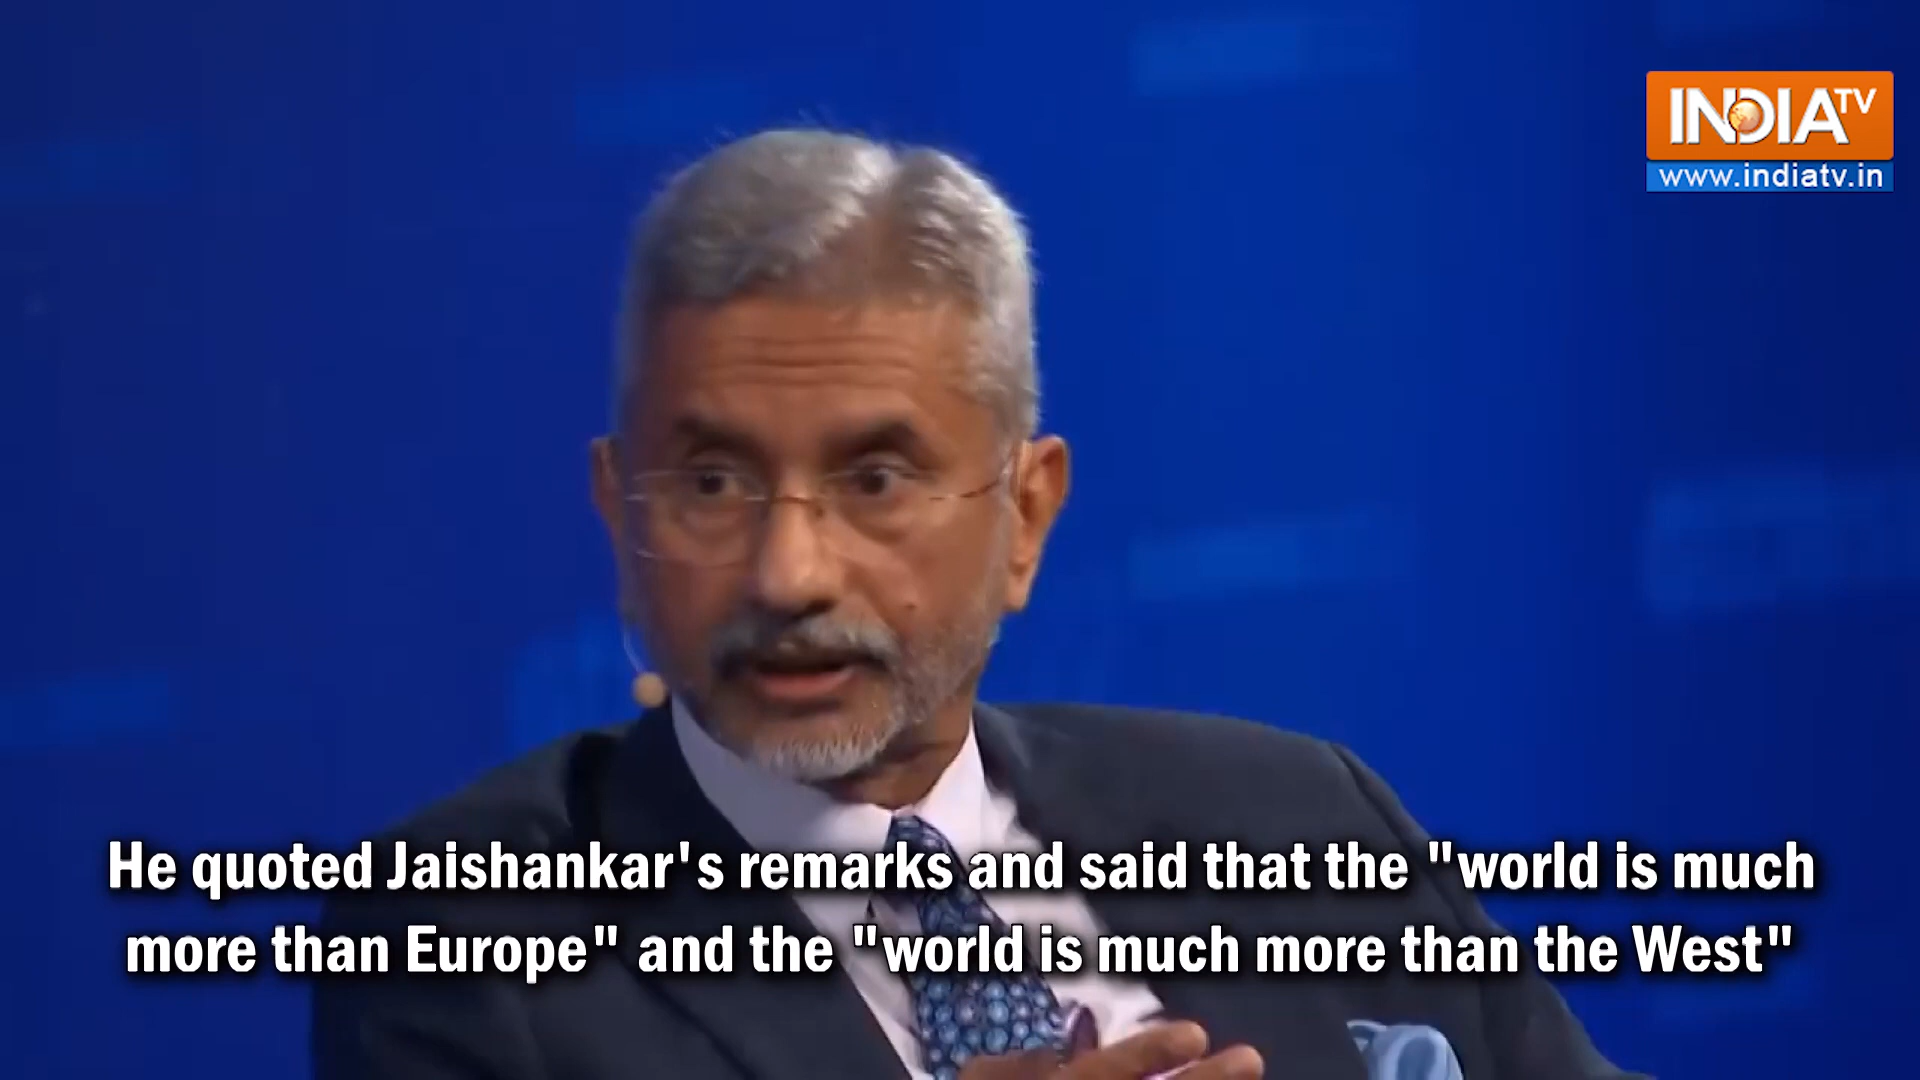 INDIA TV
www.indiatv.in
He quoted Jaishankar's remarks and said that the "world is much
more than Europe" and the "world is much more than the West"